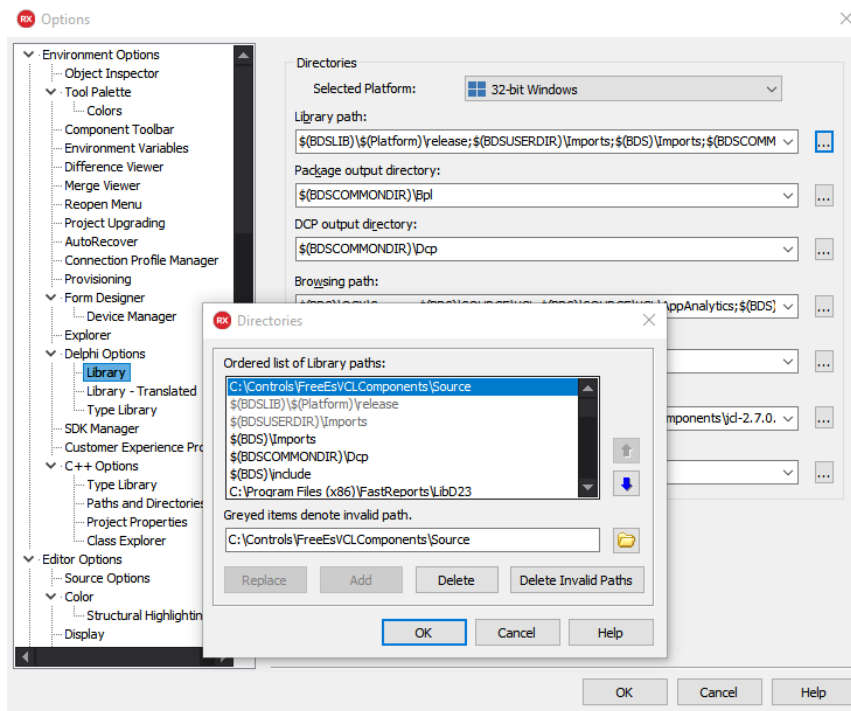 RX Options
Environment Options
Object Inspector
Tool Palette
Colors
Component Toolbar
Environment Variables
Difference Viewer
Merge Viewer
Reopen Menu
Project Upgrading
AutoRecover
Connection Profile Manager
Provisioning
Form Designer
Device Manager
Explorer
Delphi Options
Library
Library - Translated
Type Library
SDK Manager
Customer Experience Pro
C++ Options
Type Library
Paths and Directories
Project Properties
Class Explorer
Editor Options
Source Options
Color
Structural Highlightin
Display
Directories
Selected Platform: 32-bit Windows
Library path:
$(BDSLIB)\$(Platform)\release;$(BDSUSERDIR)\Imports;$(BDS)\Imports;$(BDSCOMM ...
Package output directory:
$(BDSCOMMONDIR)\Bpl ...
DCP output directory:
$(BDSCOMMONDIR)\Dcp ...
Browsing path:
\AppAnalytics;$(BDS) ...
...
mponents\jcl-2.7.0. ...
...
RX Directories
Ordered list of Library paths:
C:\Controls\FreeEsVCLComponents\Source
$(BDSLIB)\$(Platform)\release
$(BDSUSERDIR)\Imports
$(BDS)\Imports
$(BDSCOMMONDIR)\Dcp
$(BDS)\include
C:\Program Files (x86)\FastReports\LibD23
Greyed items denote invalid path.
C:\Controls\FreeEsVCLComponents\Source
Replace Add Delete Delete Invalid Paths
OK Cancel Help
OK Cancel Help